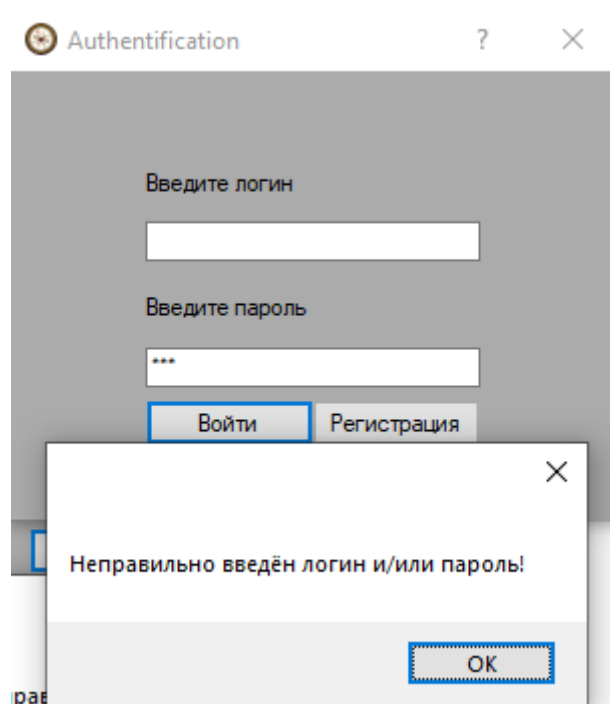 Authentification
Введите логин
Введите пароль
***
Войти Регистрация
Неправильно введён логин и/или пароль!
OK